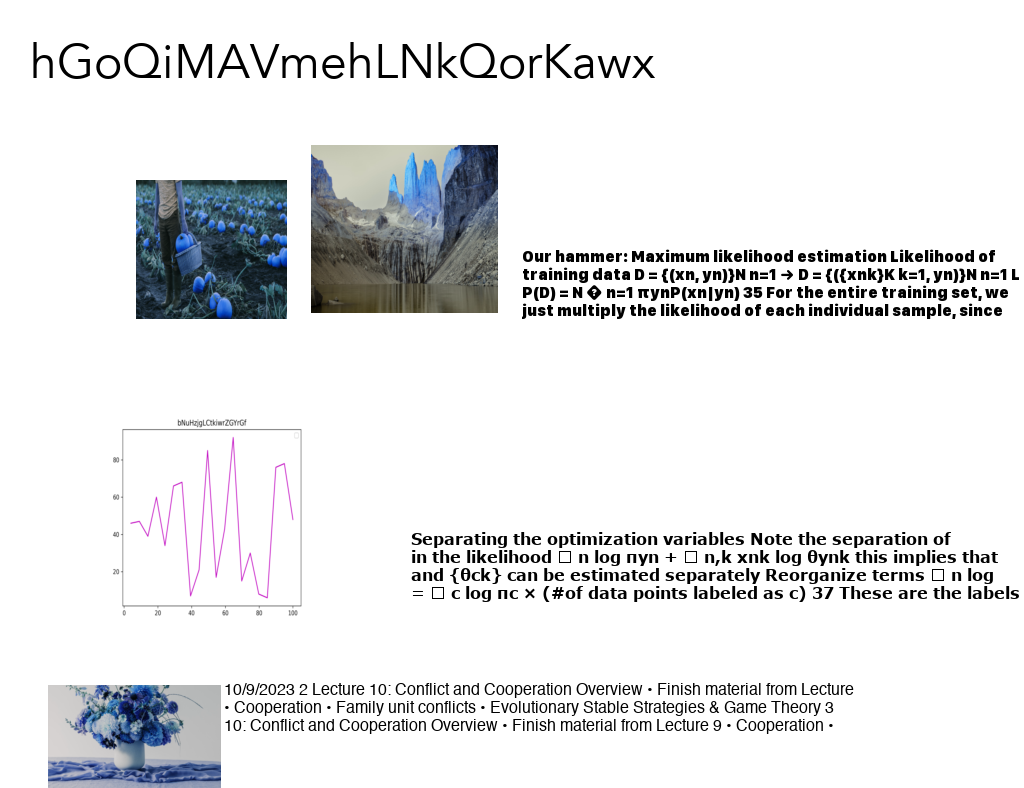 hGoQiMAVmehLNkQorKawx
Our hammer: Maximum likelihood estimation Likelihood of
training data D = {(xn, yn)}N n=1 → D = {({xnk}K k=1, yn)}N n=1 L
P(D) = N � n=1 πynP(xn|yn) 35 For the entire training set, we
just multiply the likelihood of each individual sample, since
bNuHzjgLCtkiwrZGYrGf
80
60
40
20
0 20 40 60 80 100
Separating the optimization variables Note the separation of
in the likelihood □ n log πyn + □ n,k xnk log θynk this implies that
and {θck} can be estimated separately Reorganize terms □ n log
= □ c log πc × (#of data points labeled as c) 37 These are the labels
10/9/2023 2 Lecture 10: Conflict and Cooperation Overview • Finish material from Lecture
• Cooperation • Family unit conflicts • Evolutionary Stable Strategies & Game Theory 3
10: Conflict and Cooperation Overview • Finish material from Lecture 9 • Cooperation •